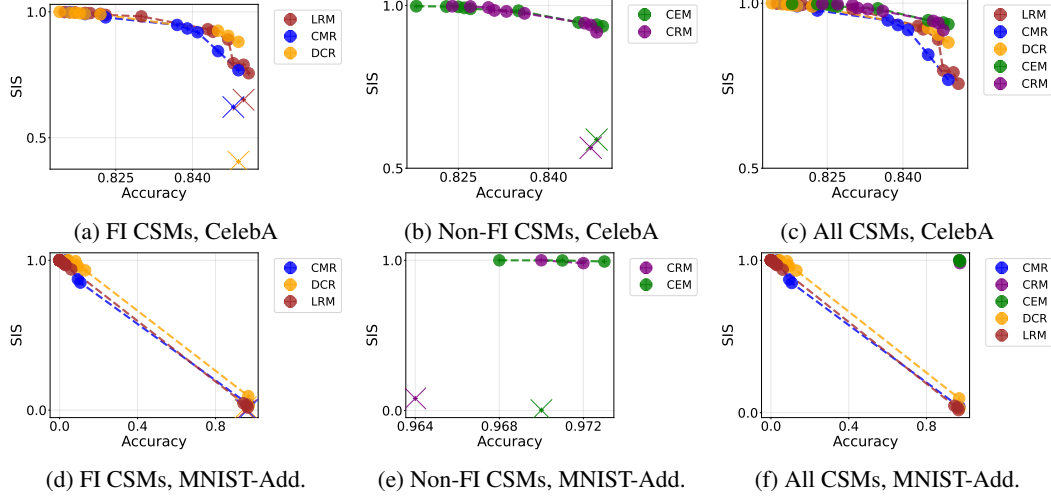 SIS
1.0
0.5
0.825
0.840
Accuracy
LRM
CMR
DCR
(a) FI CSMs, CelebA
SIS
1.0
0.5
0.825
0.840
Accuracy
CEM
CRM
(b) Non-FI CSMs, CelebA
SIS
1.0
0.5
0.825
0.840
Accuracy
LRM
CMR
DCR
CEM
CRM
(c) All CSMs, CelebA
SIS
1.0
0.0
0.0
0.4
0.8
Accuracy
CMR
DCR
LRM
(d) FI CSMs, MNIST-Add.
SIS
1.0
0.0
0.964
0.968
0.972
Accuracy
CRM
CEM
(e) Non-FI CSMs, MNIST-Add.
SIS
1.0
0.0
0.0
0.4
0.8
Accuracy
CMR
CRM
CEM
DCR
LRM
(f) All CSMs, MNIST-Add.